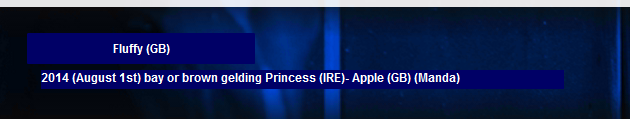 Fluffy (GB)
2014 (August 1st) bay or brown gelding Princess (IRE)- Apple (GB) (Manda)